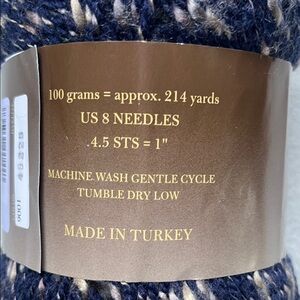 100 grams = approx. 214 yards
US 8 NEEDLES
4.5 STS = 1"
MACHINE WASH GENTLE CYCLE
TUMBLE DRY LOW
MADE IN TURKEY